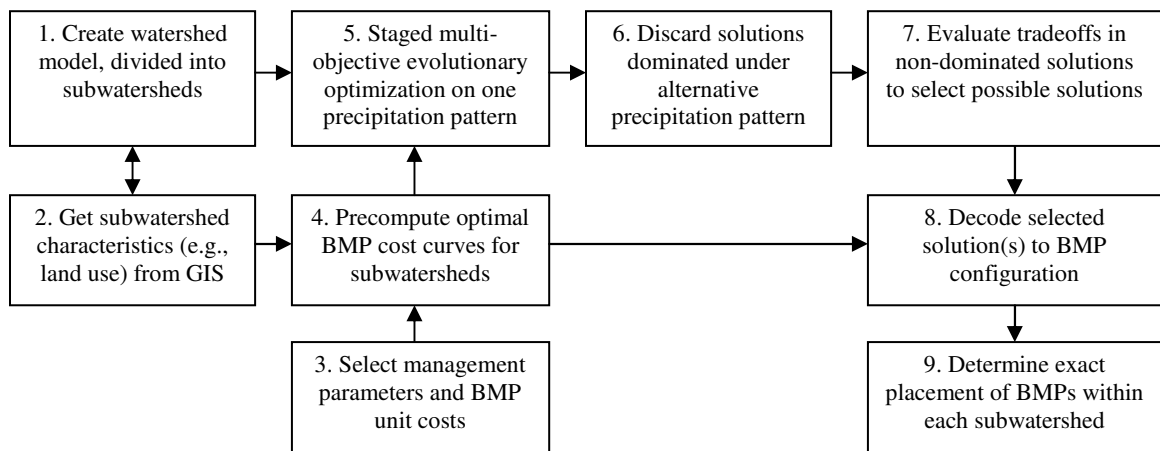 1. Create watershed
model, divided into
subwatersheds
5. Staged multi-
objective evolutionary
optimization on one
precipitation pattern
6. Discard solutions
dominated under
alternative
precipitation pattern
7. Evaluate tradeoffs in
non-dominated solutions
to select possible solutions
2. Get subwatershed
characteristics (e.g.,
land use) from GIS
4. Precompute optimal
BMP cost curves for
subwatersheds
8. Decode selected
solution(s) to BMP
configuration
3. Select management
parameters and BMP
unit costs
9. Determine exact
placement of BMPs within
each subwatershed